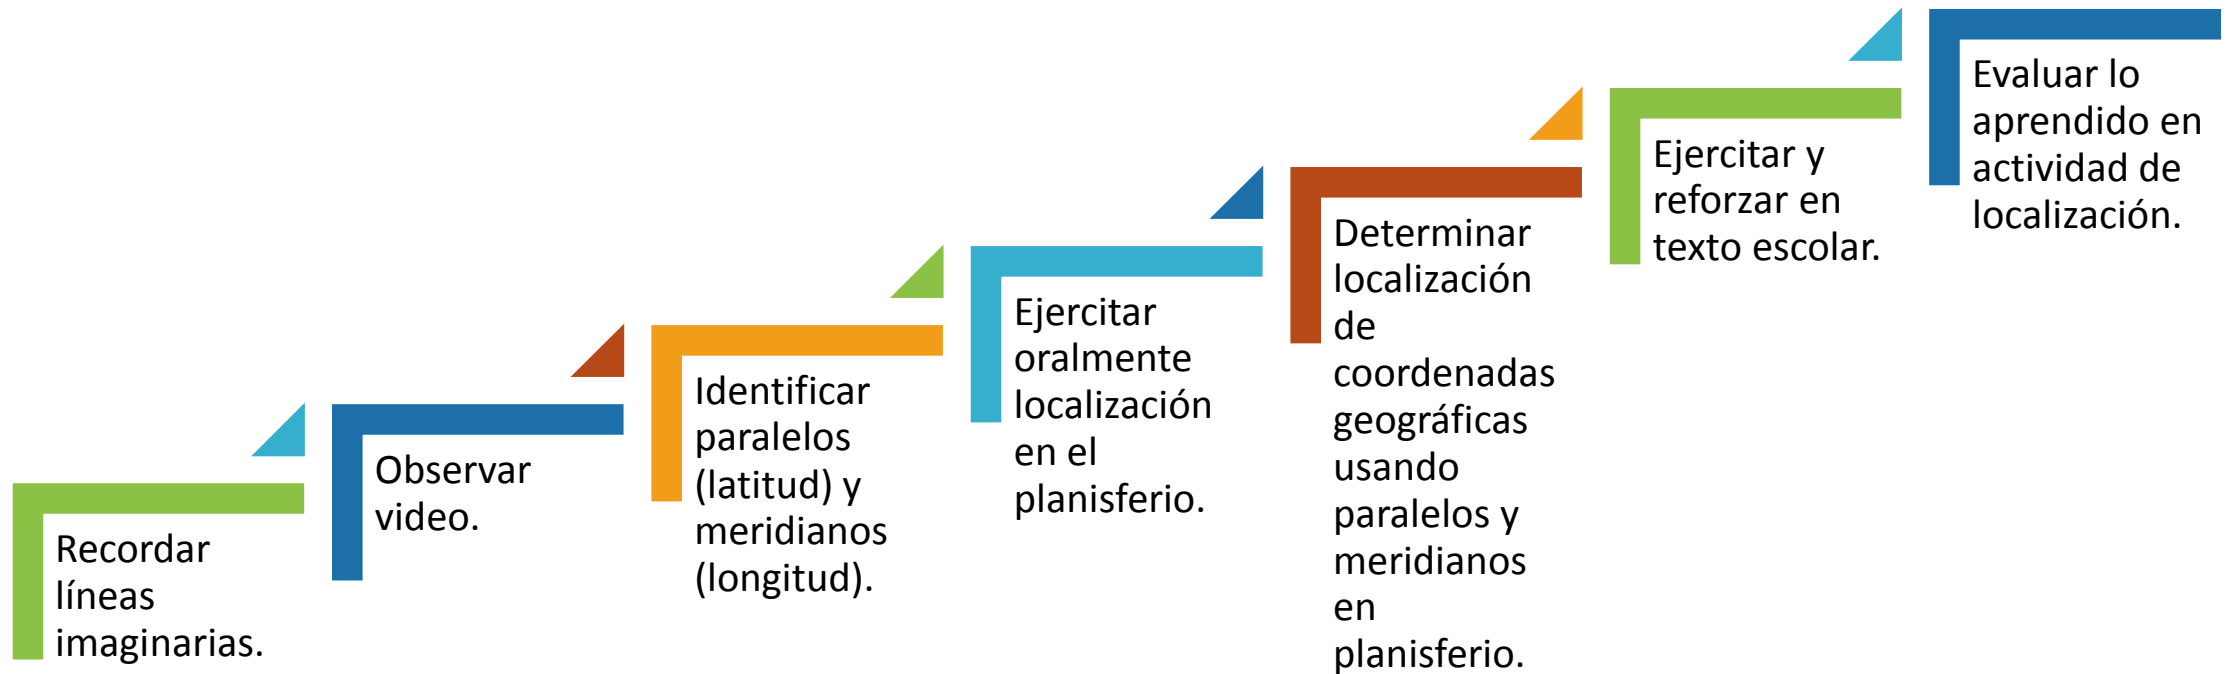 Recordar
líneas
imaginarias.
Observar
video.
Identificar
paralelos
(latitud) y
meridianos
(longitud).
Ejercitar
oralmente
localización
en el
planisferio.
Determinar
localización
de
coordenadas
geográficas
usando
paralelos y
meridianos
en
planisferio.
Ejercitar y
reforzar en
texto escolar.
Evaluar lo
aprendido en
actividad de
localización.